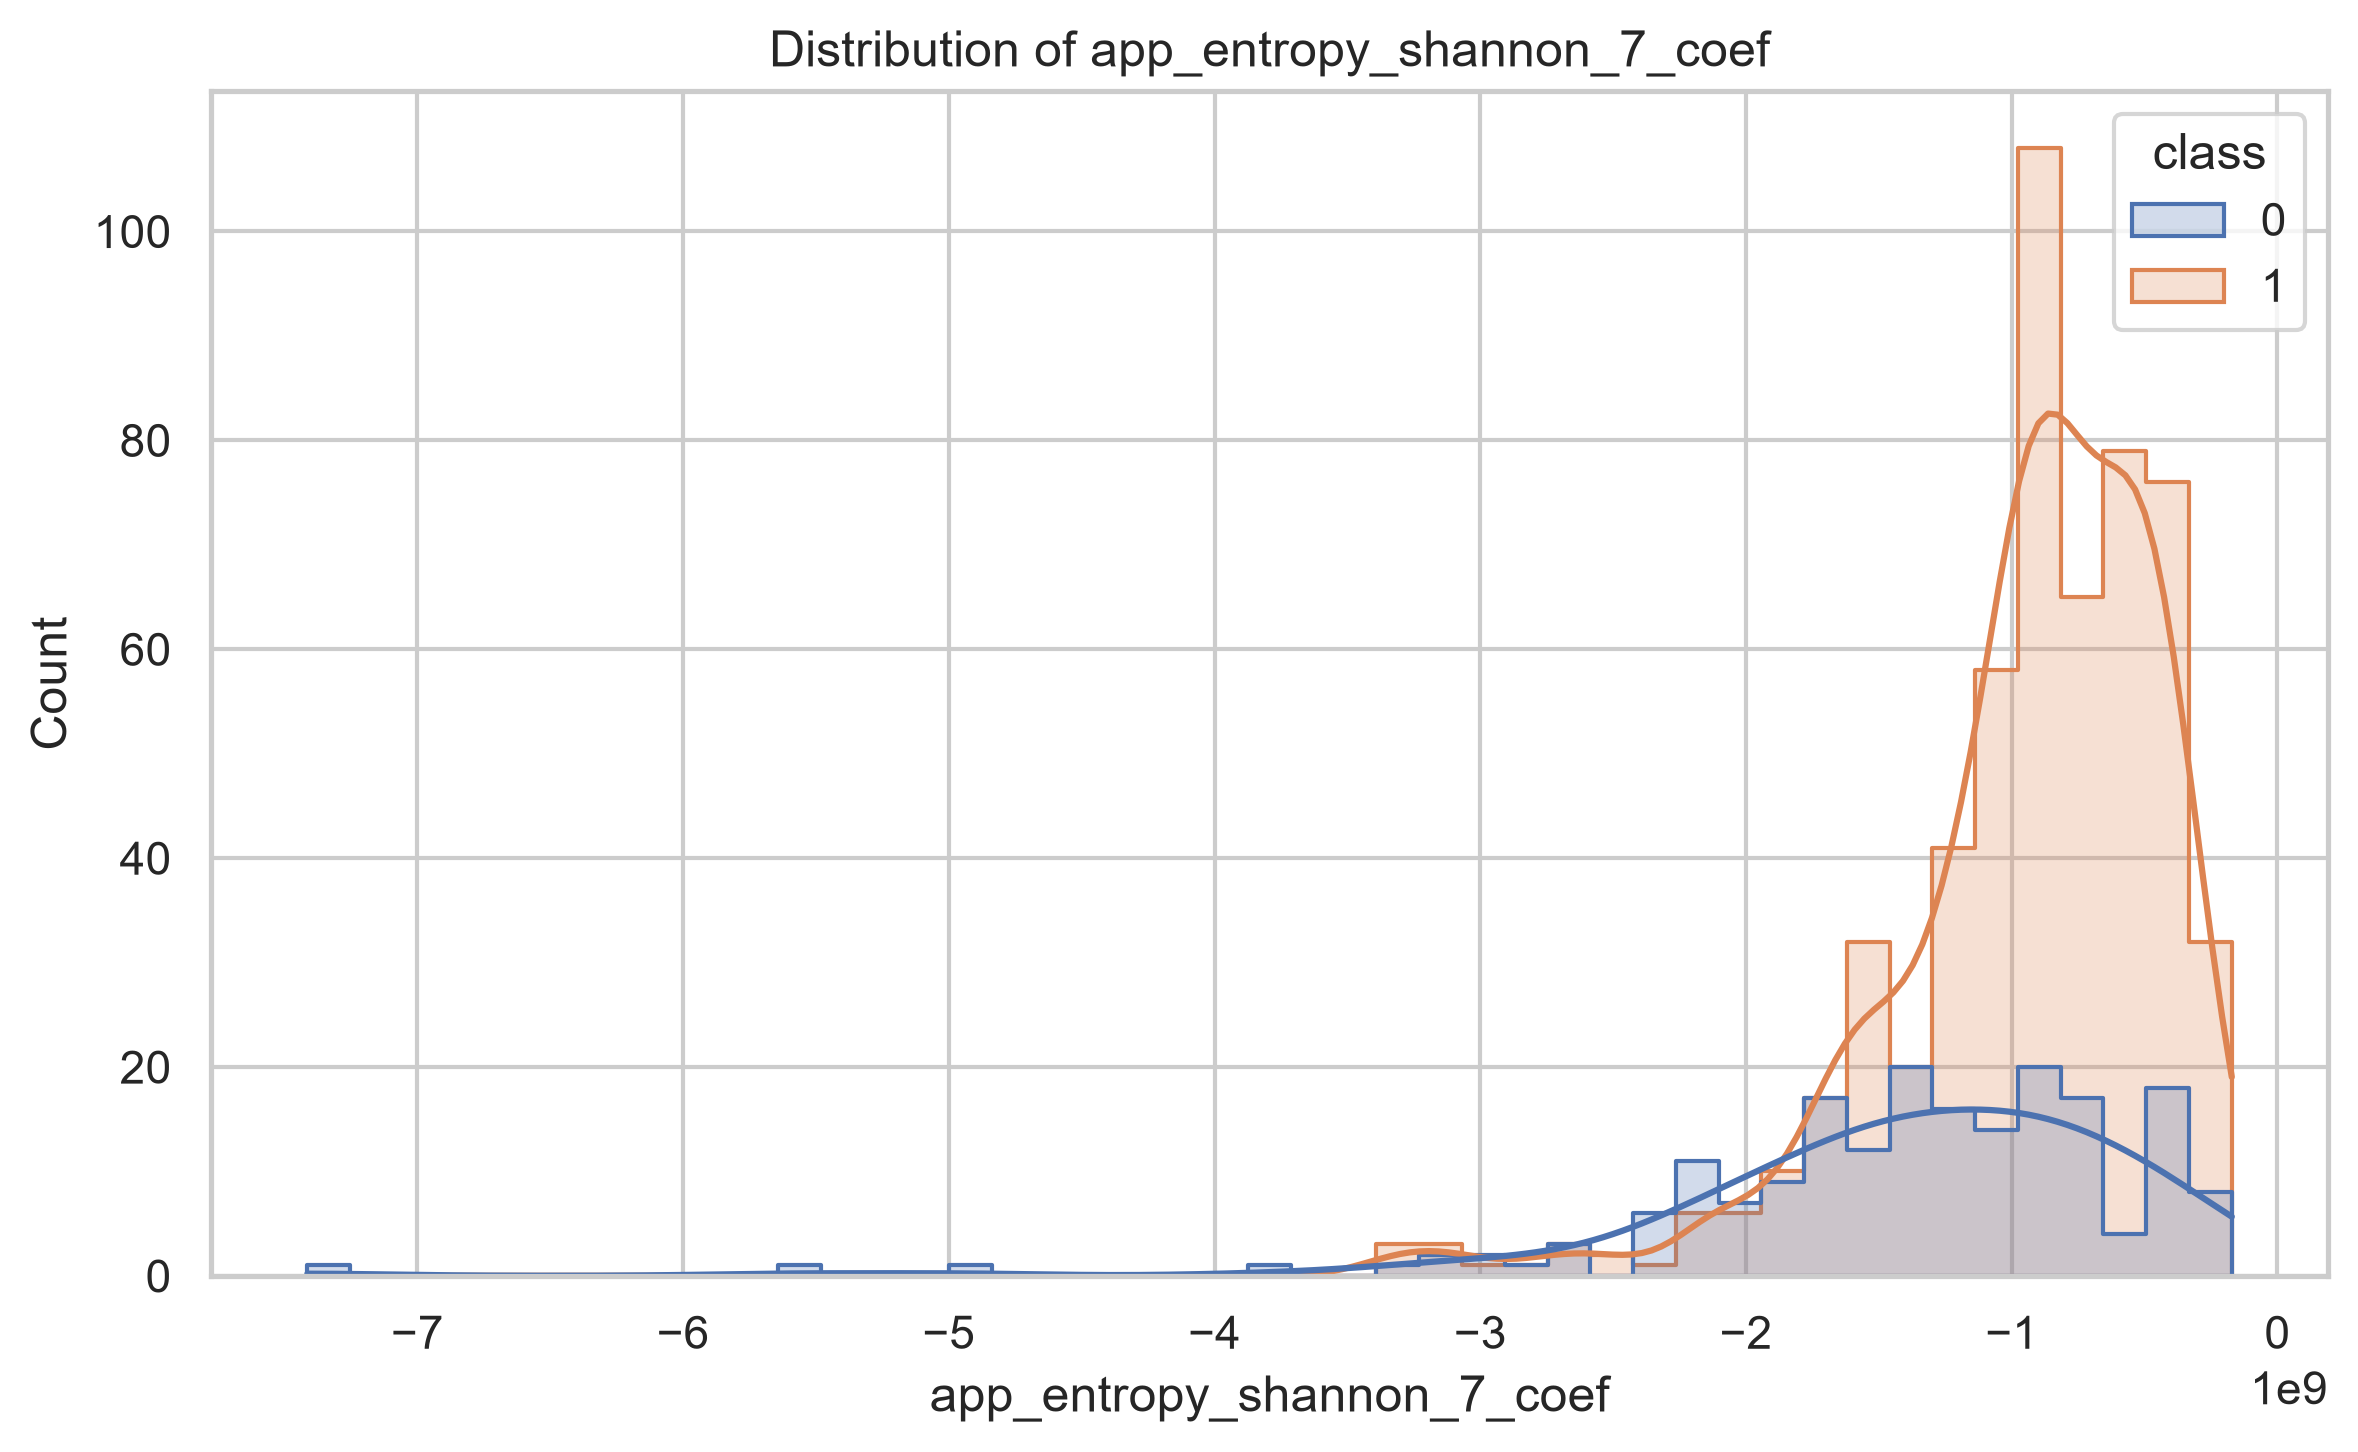 Distribution of app_entropy_shannon_7_coef
class
0
1
100
80
60
40
20
0
Count
−7 −6 −5 −4 −3 −2 −1 0
1e9
app_entropy_shannon_7_coef